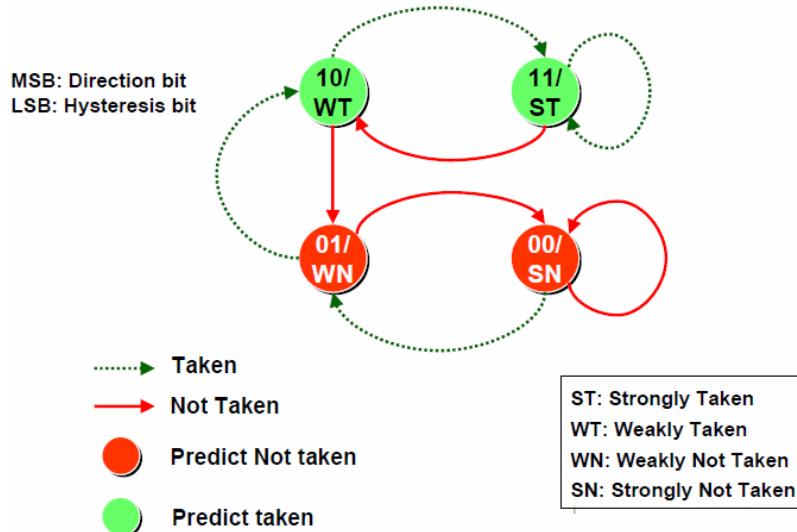 MSB: Direction bit
LSB: Hysteresis bit
10/
WT
11/
ST
01/
WN
00/
SN
Taken
Not Taken
Predict Not taken
Predict taken
ST: Strongly Taken
WT: Weakly Taken
WN: Weakly Not Taken
SN: Strongly Not Taken